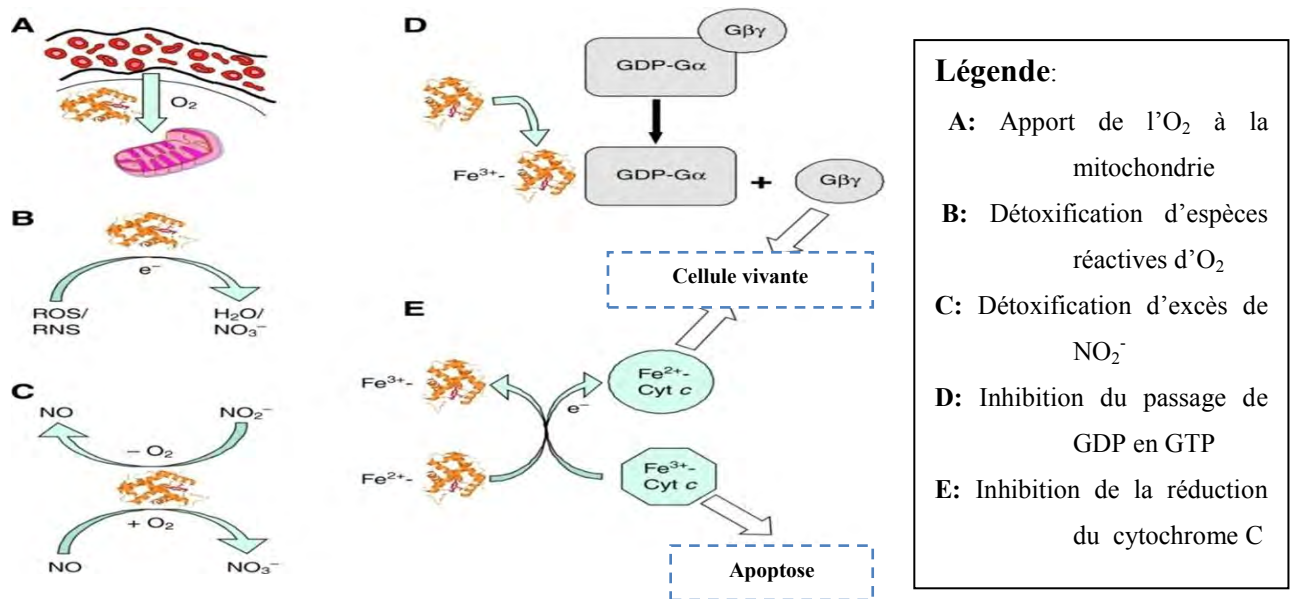 A
O₂
B
e⁻
ROS/
RNS
H₂O/
NO₃⁻
C
NO
NO₂⁻
– O₂
+ O₂
NO
NO₃⁻
D
Gβγ
GDP-Gα
Fe³⁺-
GDP-Gα
+
Gβγ
Cellule vivante
E
Fe³⁺-
e⁻
Fe²⁺-
Cyt c
Fe²⁺-
Fe³⁺-
Cyt c
Apoptose
Légende:
A: Apport de l’O₂ à la
mitochondrie
B: Détoxification d’espèces
réactives d’O₂
C: Détoxification d’excès de
NO₂⁻
D: Inhibition du passage de
GDP en GTP
E: Inhibition de la réduction
du cytochrome C